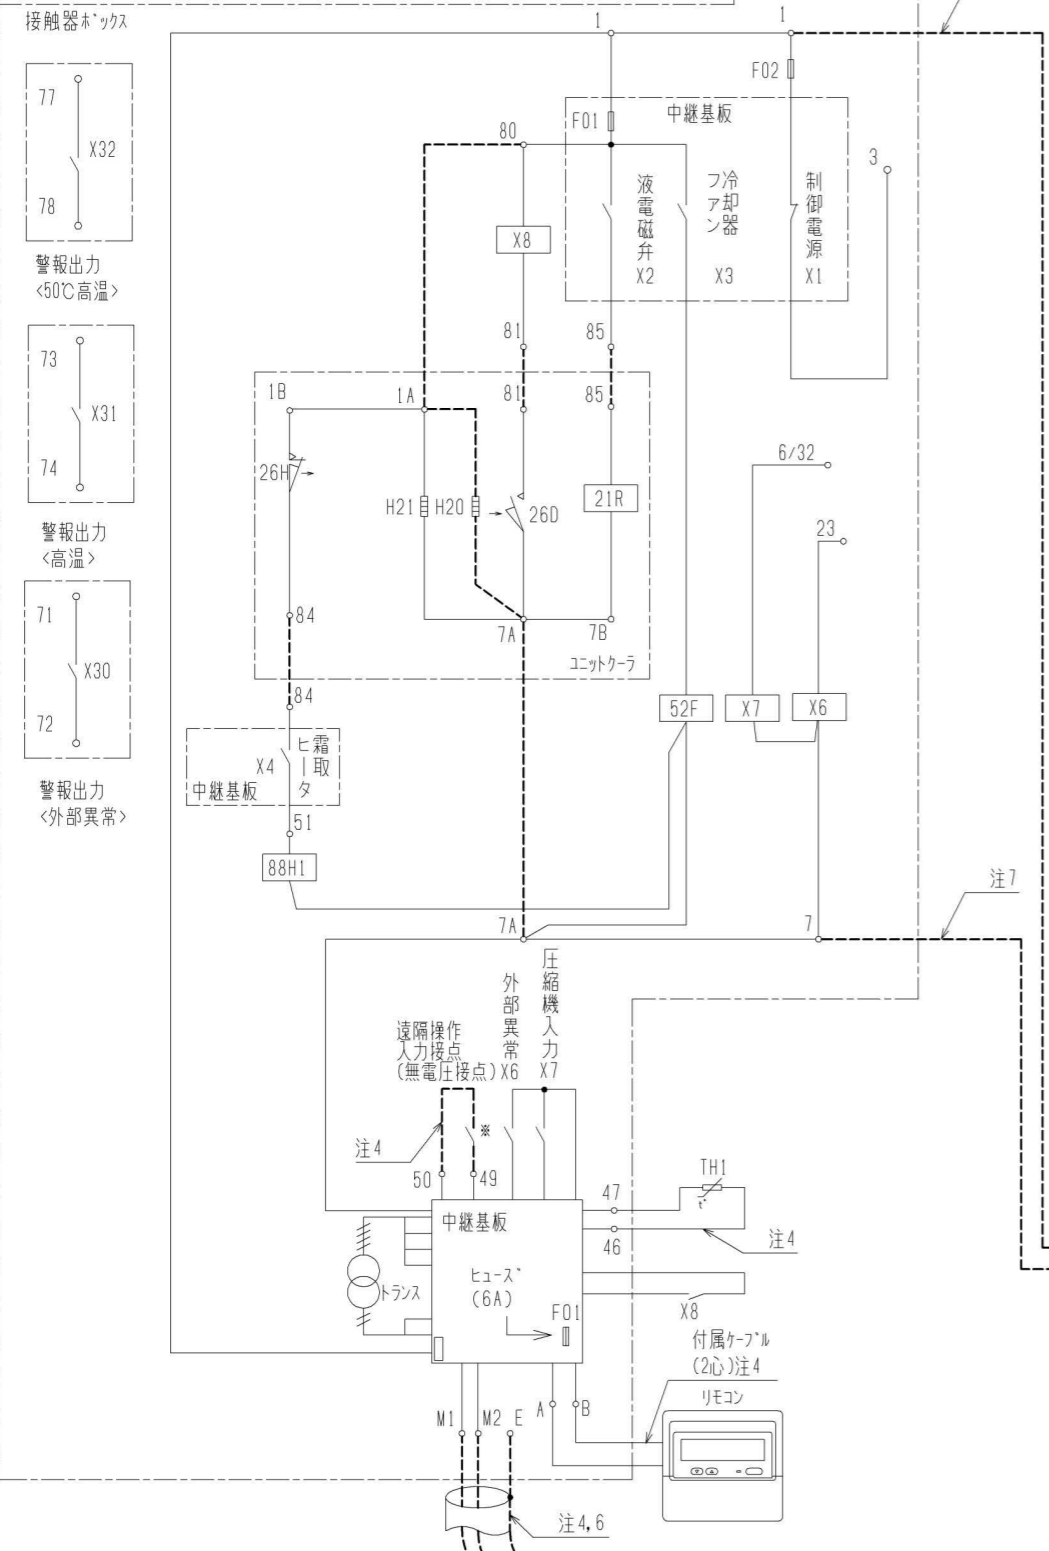 接触器ボックス
77
X32
78
警報出力
<50℃高温>
73
X31
74
警報出力
<高温>
71
X30
72
警報出力
<外部異常>
1
1
F02
F01
中継基板
80
3
液電磁弁
X2
冷却器
ファン
X3
制御電源
X1
X8
81
85
1B
1A
81
85
26H
H21
H20
26D
21R
6/32
23
84
7A
7B
ユニットクーラ
84
52F
X7
X6
X4
霜取
ヒータ
中継基板
51
88H1
7A
7
注7
遠隔操作
入力接点
(無電圧接点)
外部異常
X6
圧縮機入力
X7
注4
※
50
49
47
46
TH1
t°
注4
中継基板
ヒューズ
(6A)
F01
トランス
X8
付属ケーブル
(2心)注4
リモコン
M1
M2
E
A
B
注4,6